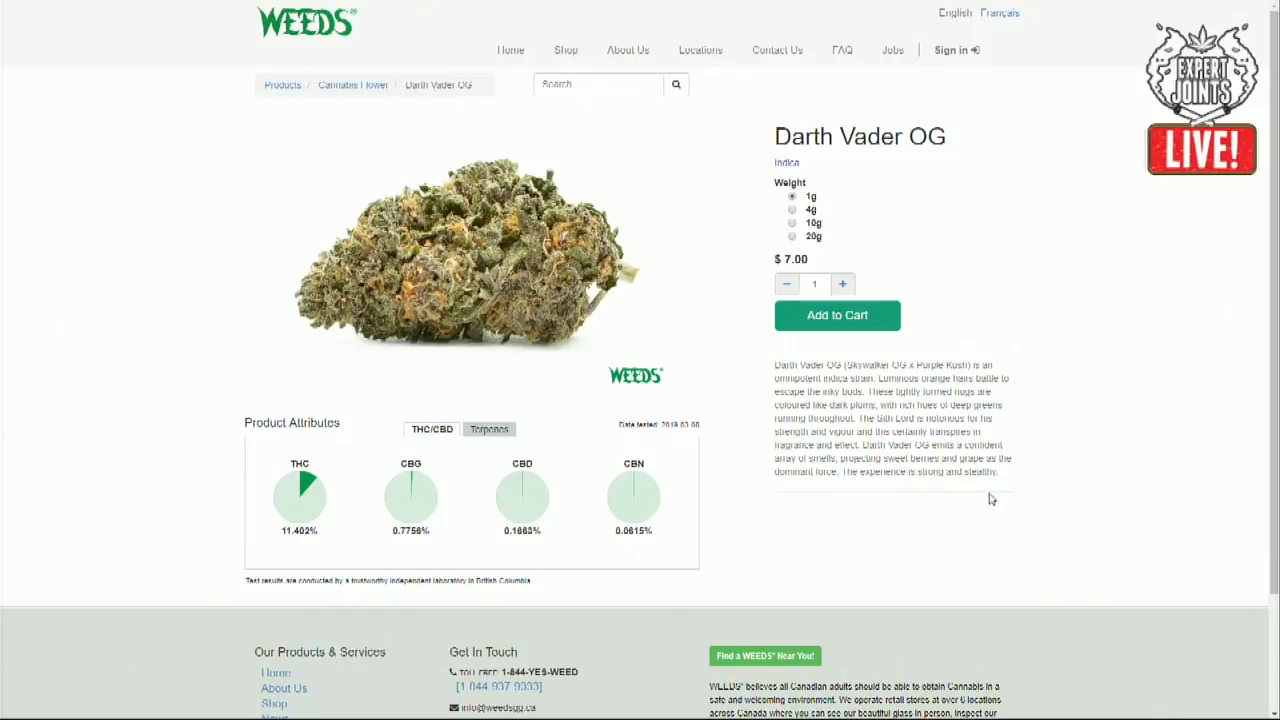 WEEDS®
English Français
Home Shop About Us Locations Contact Us FAQ Jobs Sign in
EXPERT
JOINTS
LIVE!
Products / Cannabis Flower / Darth Vader OG
Search
Darth Vader OG
Indica
Weight
1g
4g
10g
20g
$ 7.00
- 1 +
Add to Cart
Darth Vader OG (Skywalker OG x Purple Kush) is an
omnipotent indica strain. Luminous orange hairs battle to
escape the inky buds. These tightly formed nugs are
coloured like dark plums, with rich hues of deep greens
running throughout. The Sith Lord is notorious for his
strength and vigour and this certainly transpires in
fragrance and effect. Darth Vader OG emits a confident
array of smells, projecting sweet berries and grape as the
dominant force. The experience is strong and stealthy.
WEEDS®
Product Attributes
THC/CBD Terpenes
Date tested:
THC CBG CBD CBN
11.402% 0.7756% 0.1663% 0.0615%
Test results are conducted by a trustworthy independent laboratory in British Columbia
Our Products & Services
Home
About Us
Shop
News
Get In Touch
TOLL FREE: 1-844-YES-WEED
[1-844-937-9333]
info@weedsgg.ca
Find a WEEDS® Near You!
WEEDS® believes all Canadian adults should be able to obtain Cannabis in a
safe and welcoming environment. We operate retail stores at over 6 locations
across Canada where you can see our beautiful glass in person, inspect our